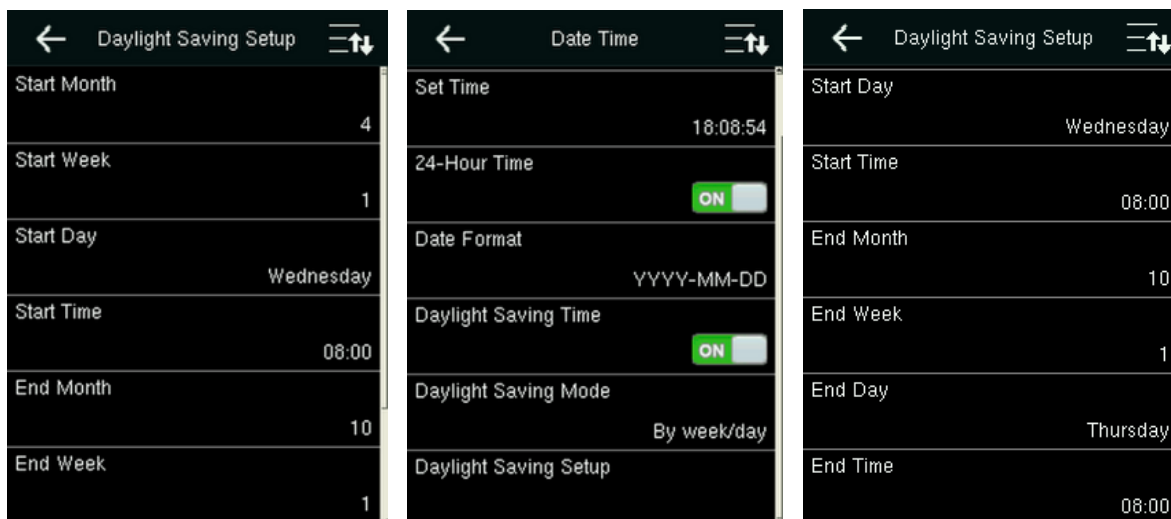 Daylight Saving Setup
Start Month
4
Start Week
1
Start Day
Wednesday
Start Time
08:00
End Month
10
End Week
1
Date Time
Set Time
18:08:54
24-Hour Time
ON
Date Format
YYYY-MM-DD
Daylight Saving Time
ON
Daylight Saving Mode
By week/day
Daylight Saving Setup
Daylight Saving Setup
Start Day
Wednesday
Start Time
08:00
End Month
10
End Week
1
End Day
Thursday
End Time
08:00